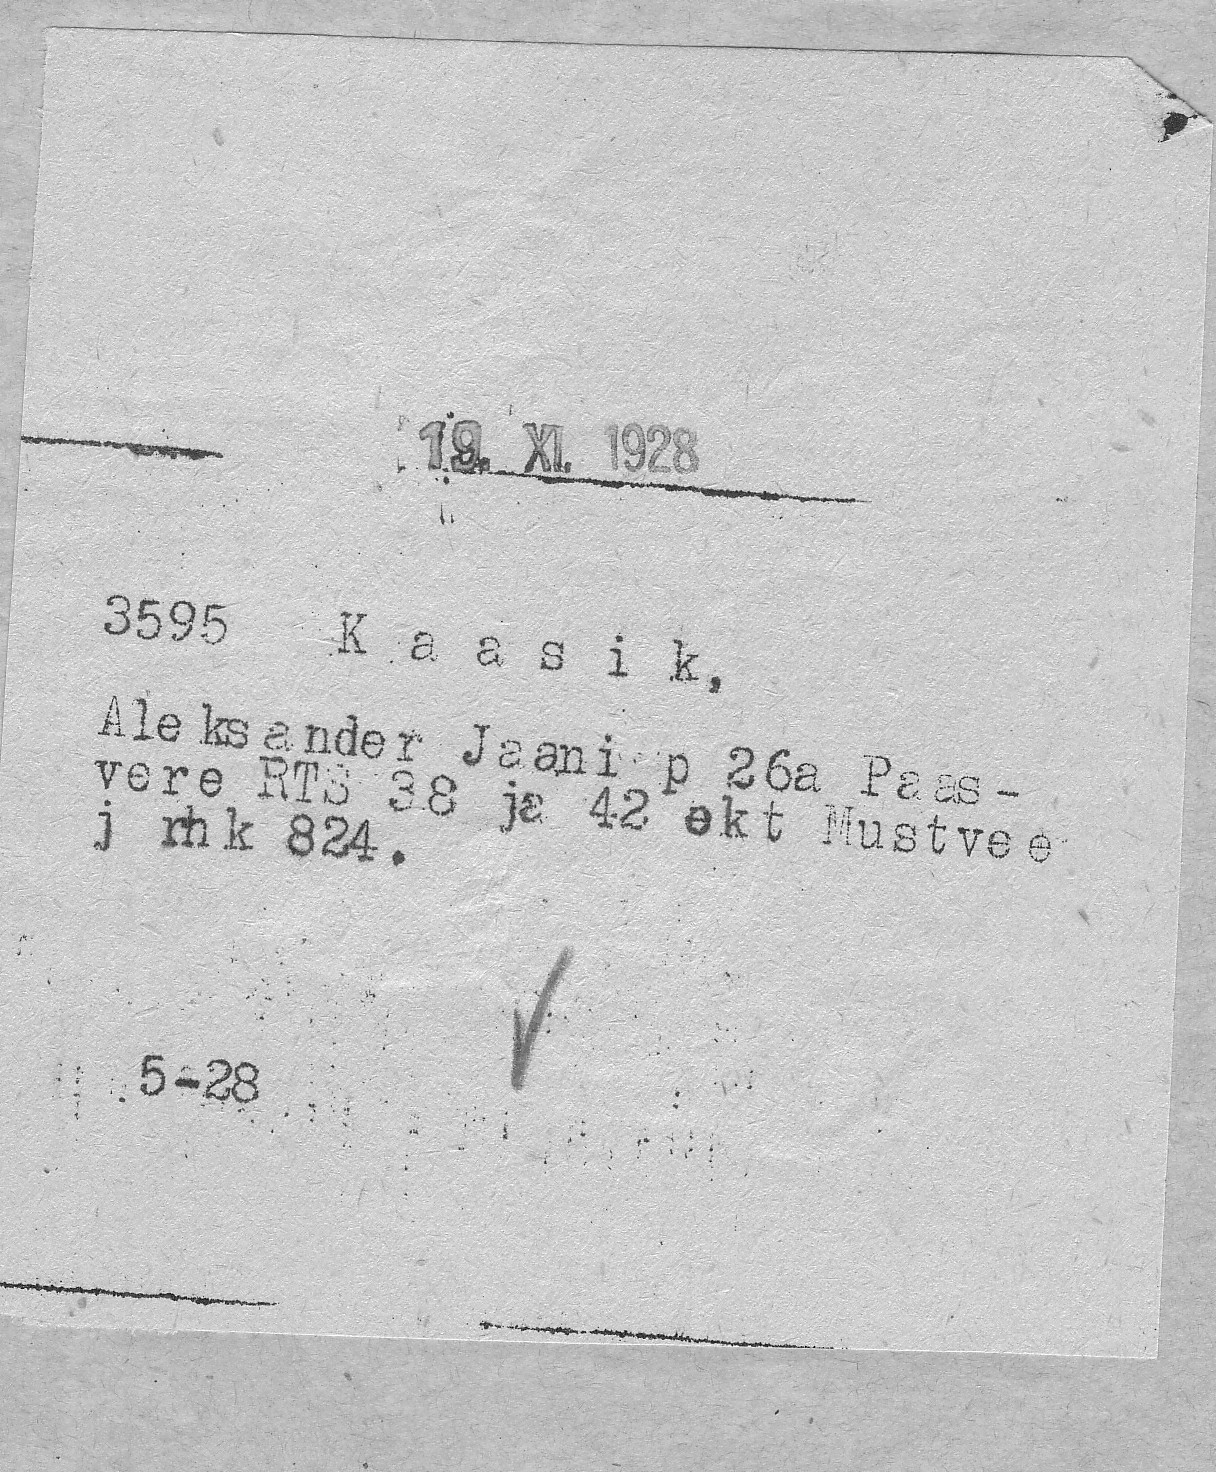 19. XI. 1928
3595 K a a s i k,
Aleksander Jaani p 26a Paas-
vere RTS 38 ja 42 ekt Mustvee
j rhk 824.
5-28